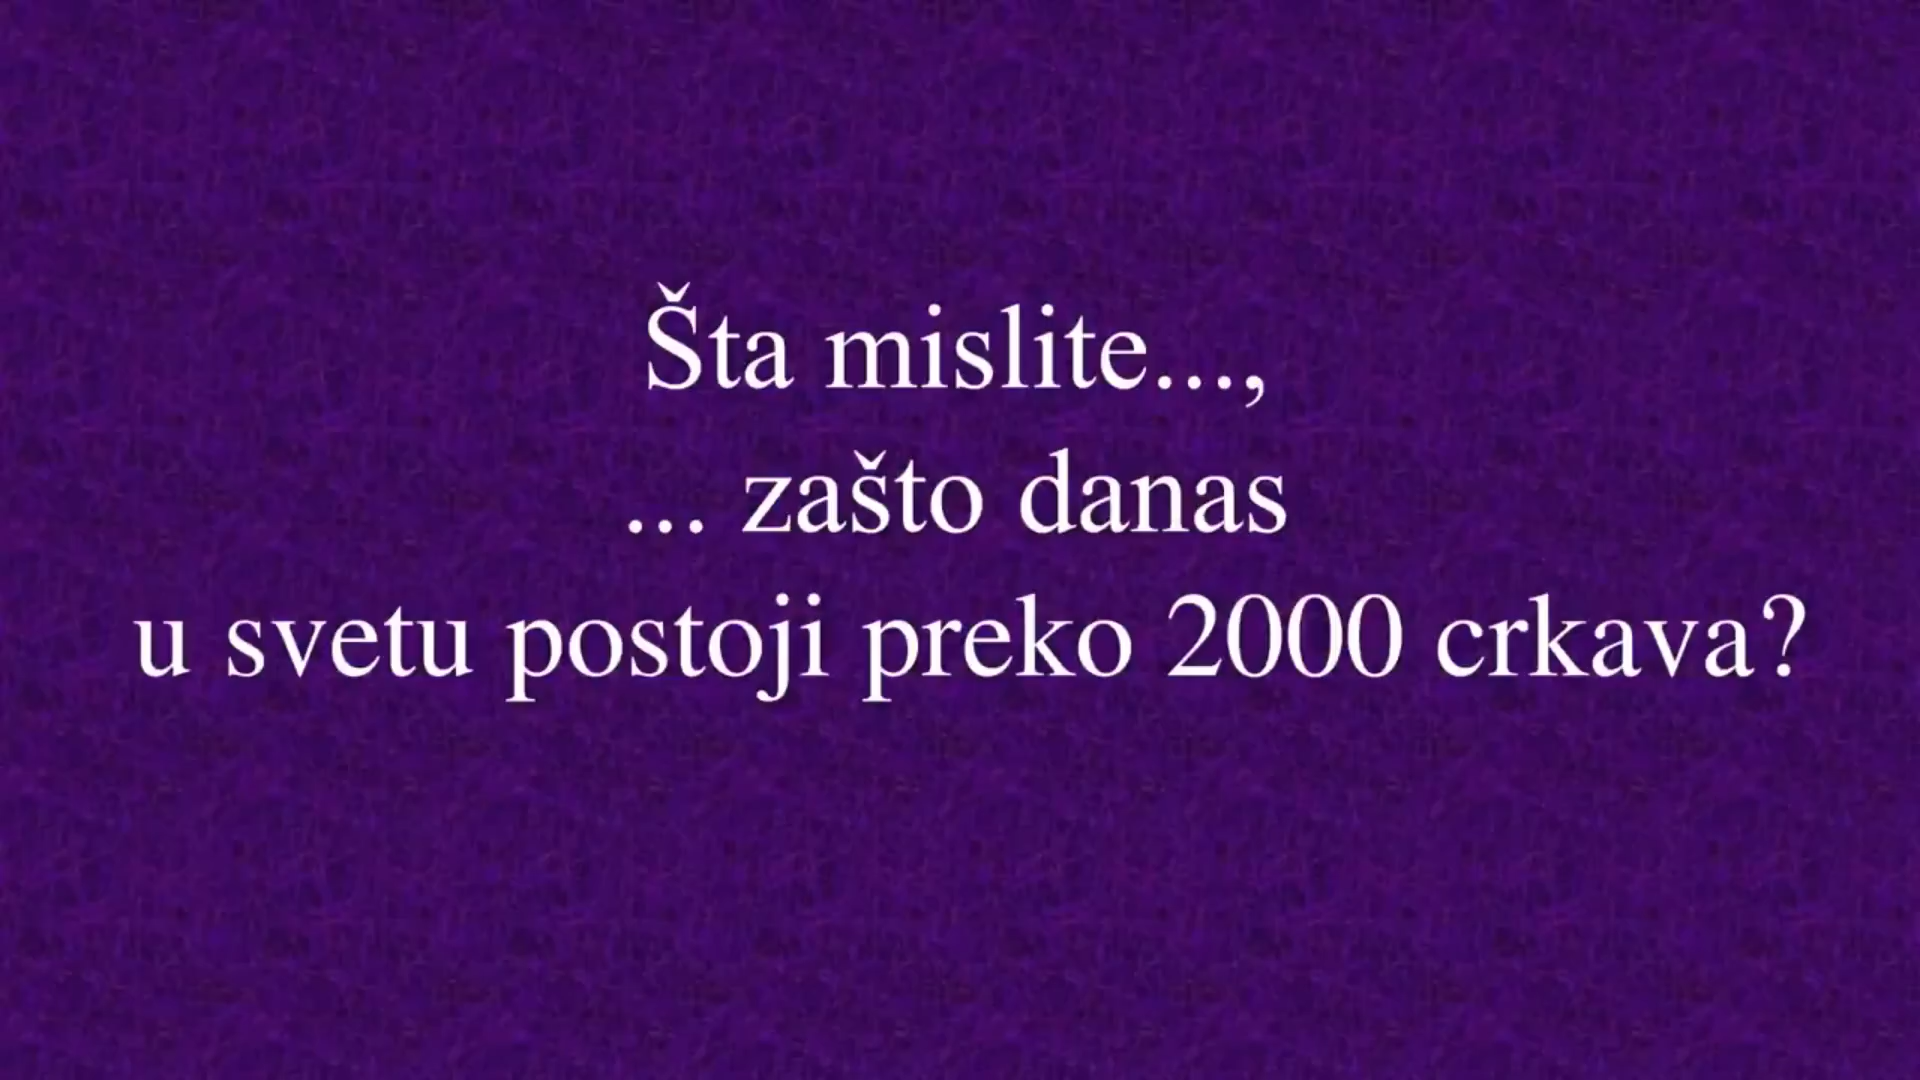 Šta mislite...,
... zašto danas
u svetu postoji preko 2000 crkava?